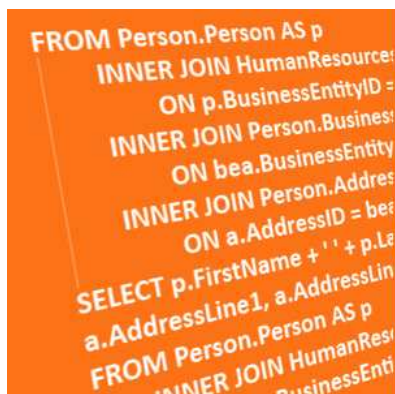 FROM Person.Person AS p
INNER JOIN HumanResources
ON p.BusinessEntityID =
INNER JOIN Person.Business
ON bea.BusinessEntity
INNER JOIN Person.Addres
ON a.AddressID = bea
SELECT p.FirstName + ' ' + p.La
a.AddressLine1, a.AddressLin
FROM Person.Person AS p
INNER JOIN HumanReso
BusinessEnti